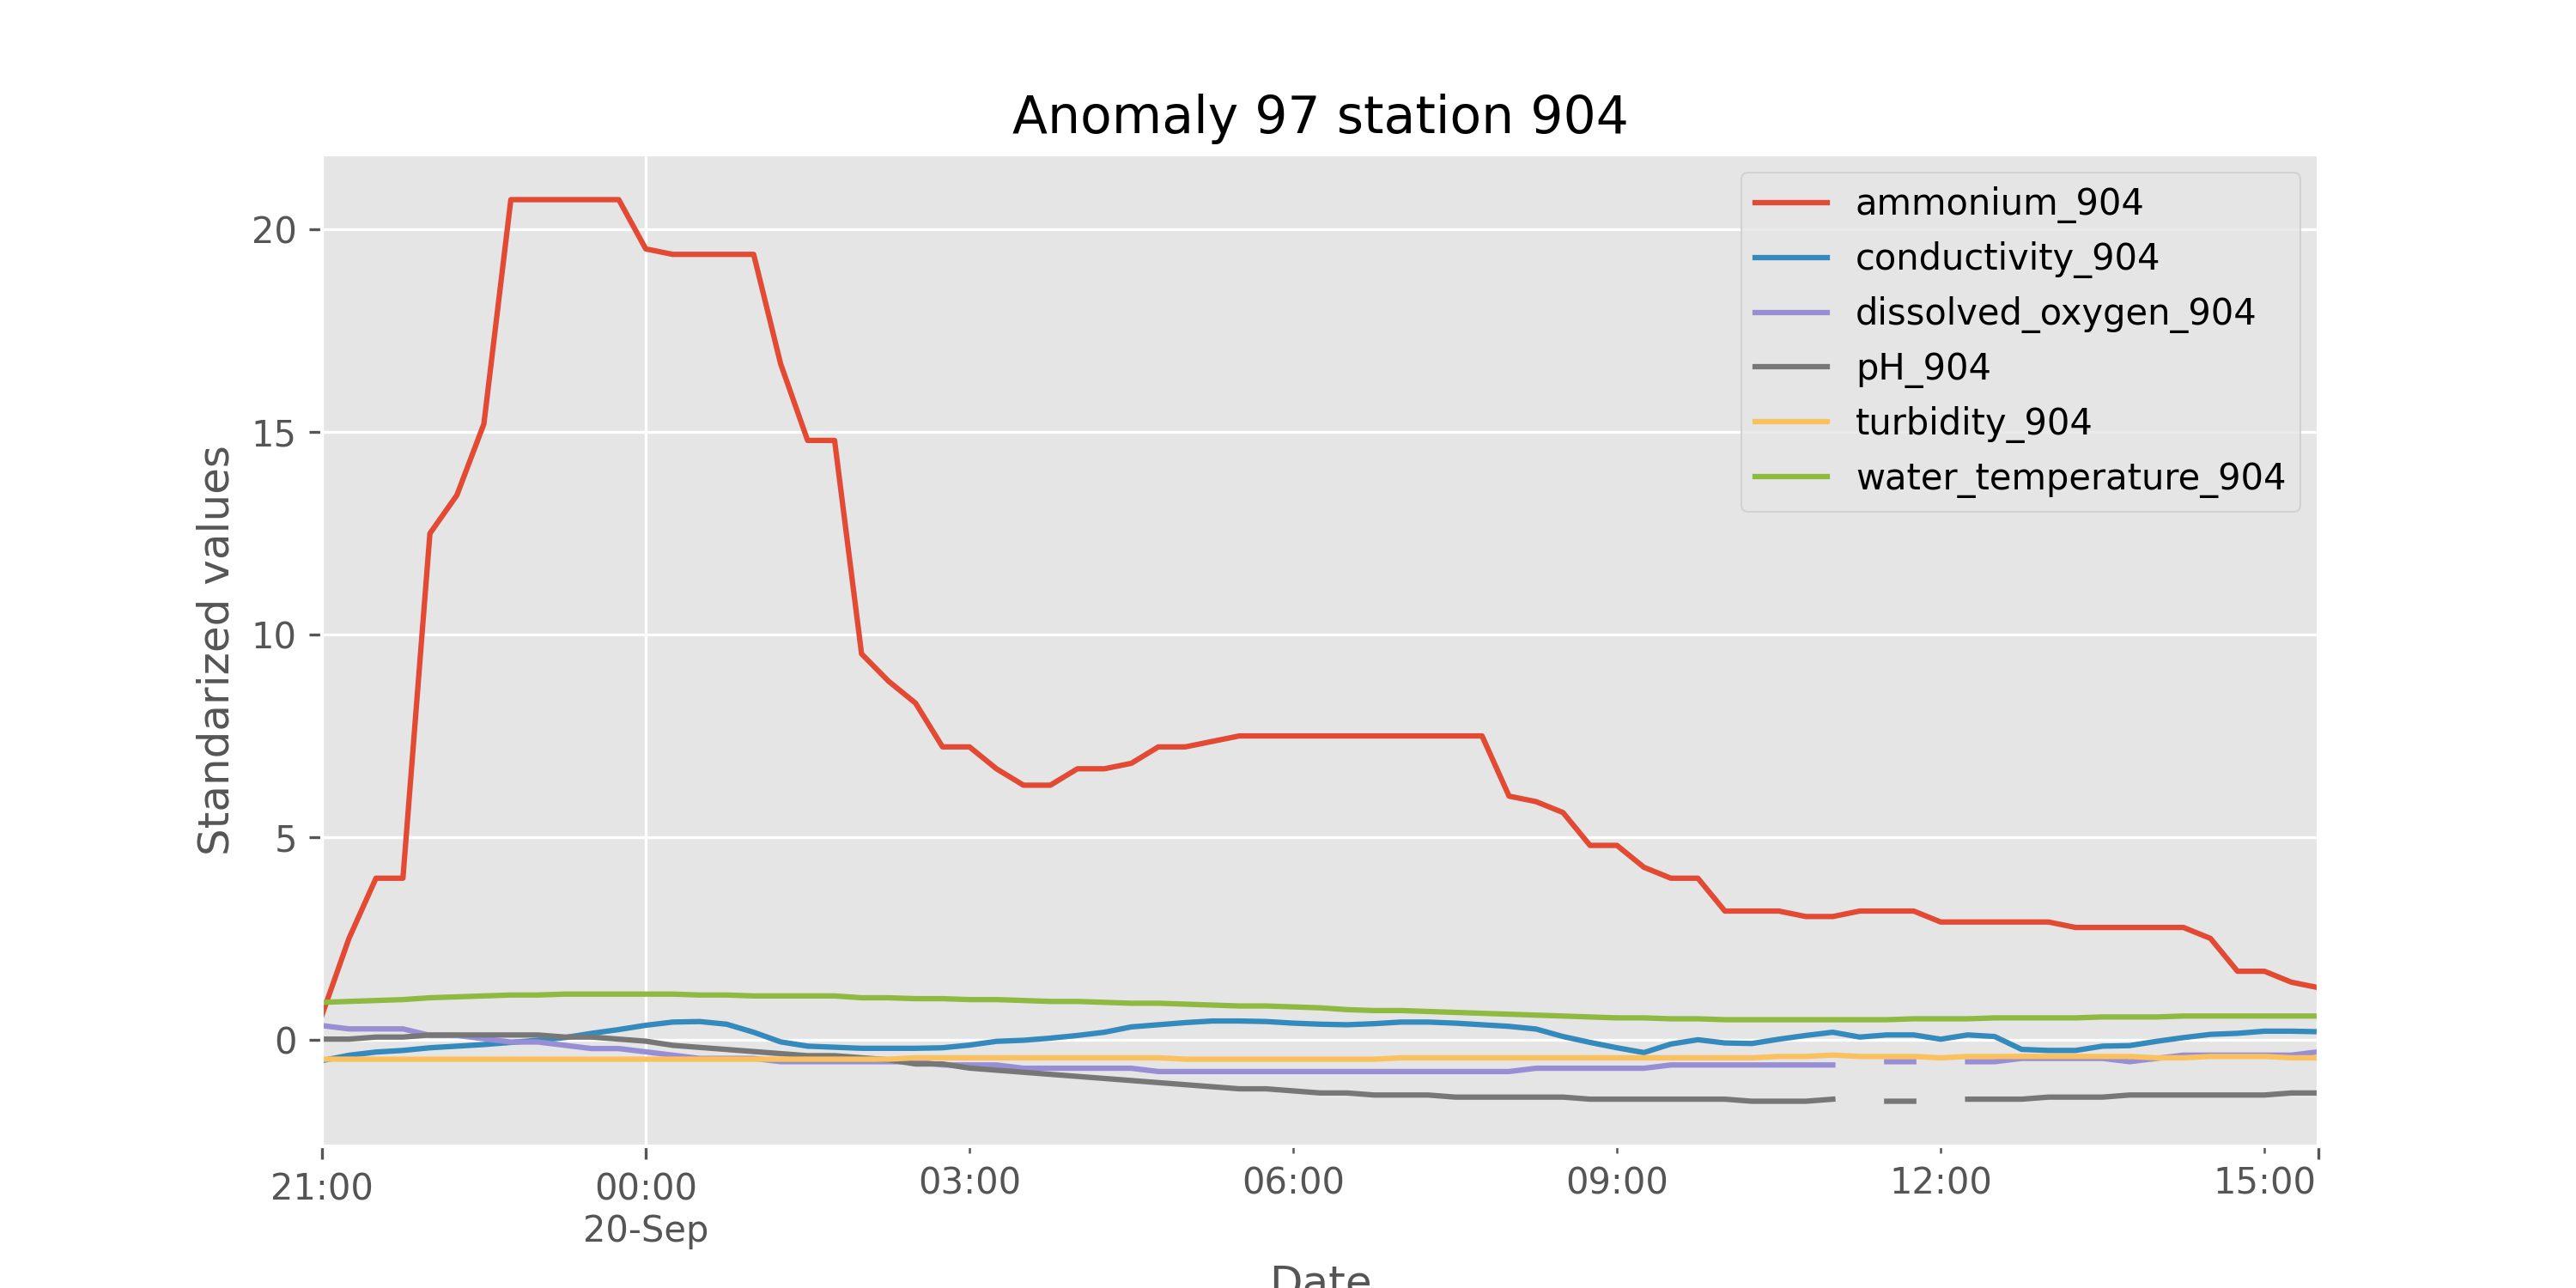 Anomaly 97 station 904
ammonium_904
conductivity_904
dissolved_oxygen_904
pH_904
turbidity_904
water_temperature_904
Standarized values
20
15
10
5
0
21:00 00:00 03:00 06:00 09:00 12:00 15:00
20-Sep
Date